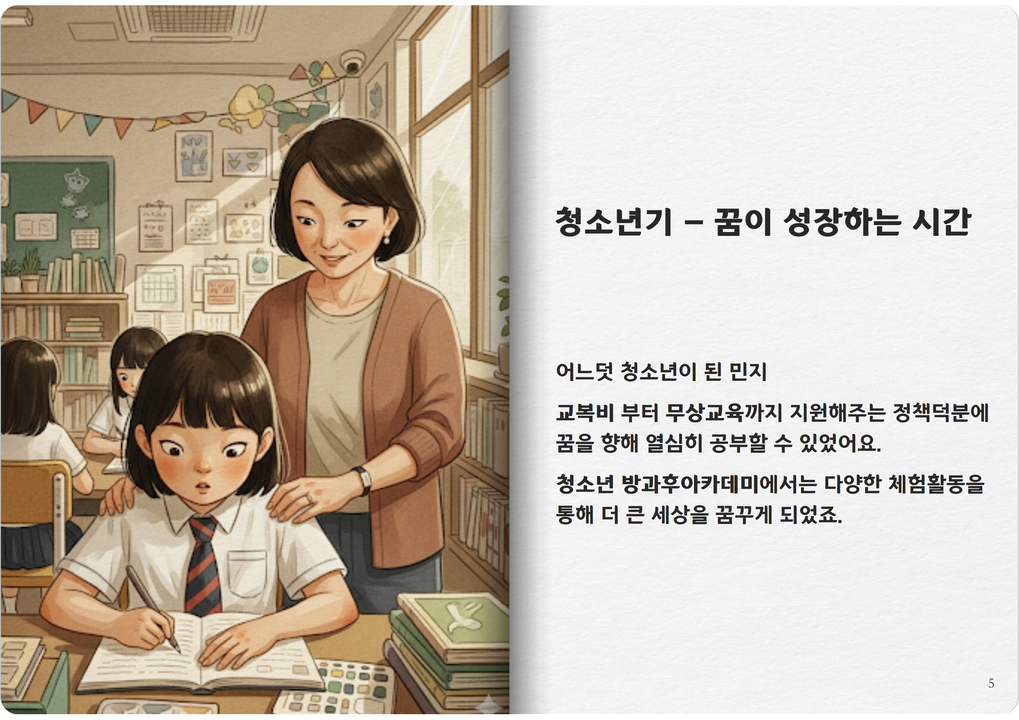 청소년기 – 꿈이 성장하는 시간
어느덧 청소년이 된 민지
교복비 부터 무상교육까지 지원해주는 정책덕분에
꿈을 향해 열심히 공부할 수 있었어요.
청소년 방과후아카데미에서는 다양한 체험활동을
통해 더 큰 세상을 꿈꾸게 되었죠.
5